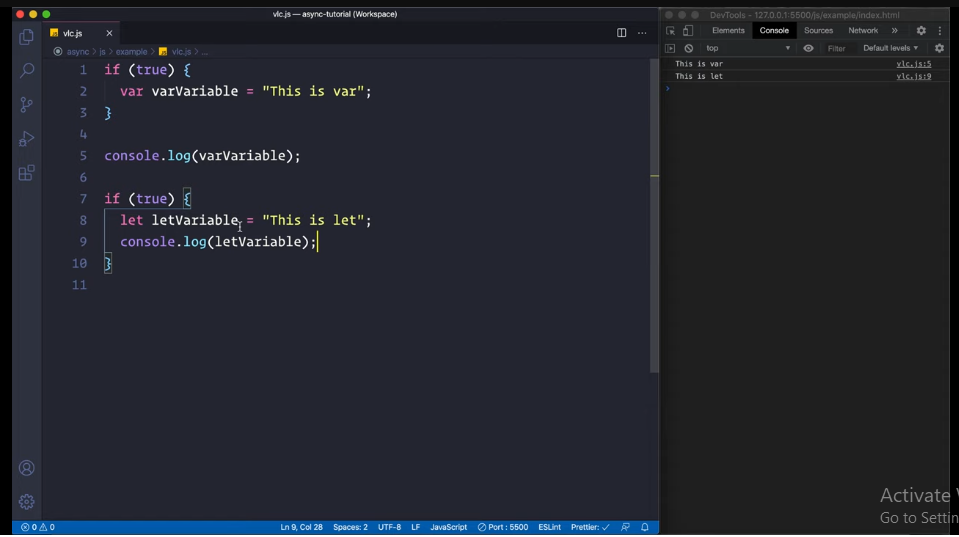 vlc.js — async-tutorial (Workspace)
vlc.js
async > js > example > vlc.js > ...
1 if (true) {
2 var varVariable = "This is var";
3 }
4
5 console.log(varVariable);
6
7 if (true) {
8 let letVariable = "This is let";
9 console.log(letVariable);
10 }
11
0 0 Ln 9, Col 28 Spaces: 2 UTF-8 LF JavaScript Port : 5500 ESLint Prettier:
DevTools - 127.0.0.1:5500/js/example/index.html
Elements Console Sources Network »
top Filter Default levels
This is var vlc.js:5
This is let vlc.js:9
Activate
Go to